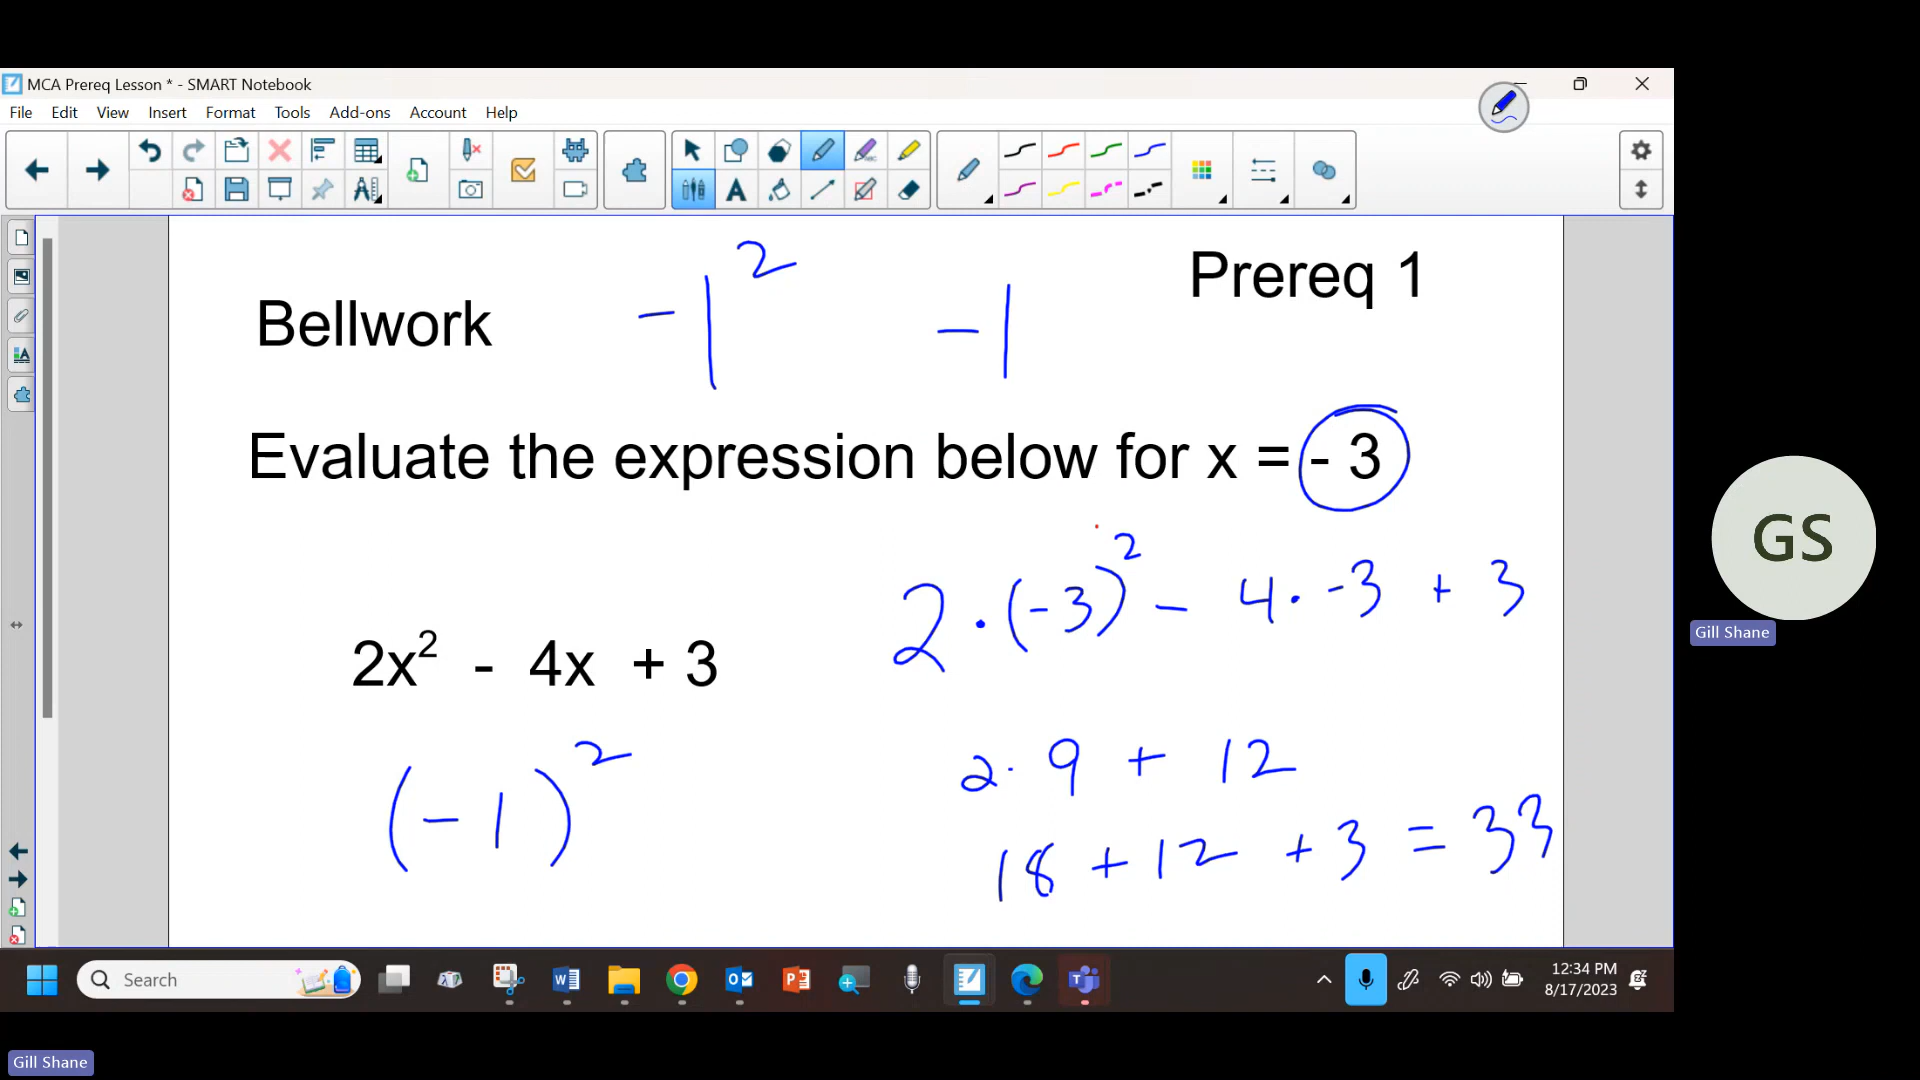 MCA Prereq Lesson * - SMART Notebook
File Edit View Insert Format Tools Add-ons Account Help
-1² -1
Prereq 1
Bellwork
Evaluate the expression below for x = - 3
2 · (-3)² - 4 · -3 + 3
2x² - 4x + 3
2 · 9 + 12
(-1)²
18 + 12 + 3 = 33
GS
Gill Shane
Search
12:34 PM
8/17/2023
Gill Shane